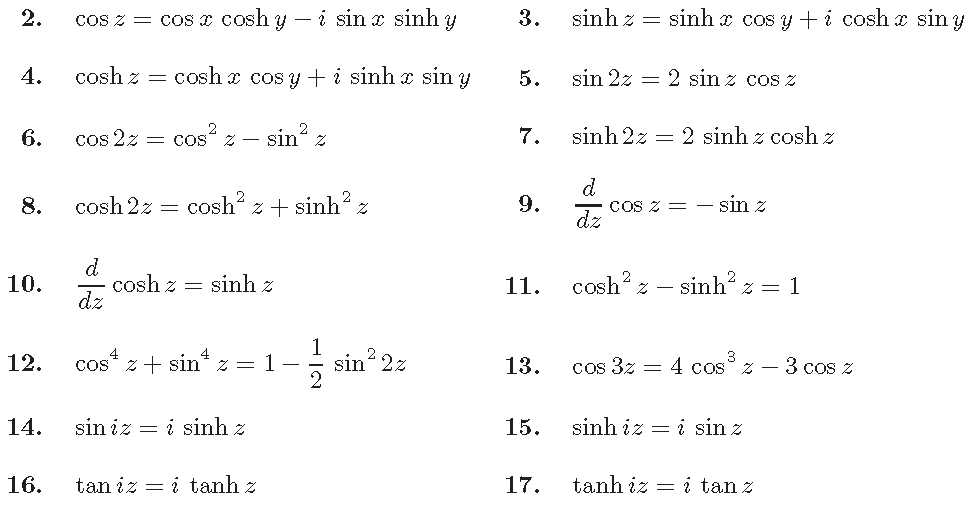 2. cos z = cos x cosh y − i sin x sinh y
3. sinh z = sinh x cos y + i cosh x sin y
4. cosh z = cosh x cos y + i sinh x sin y
5. sin 2z = 2 sin z cos z
6. cos 2z = cos² z − sin² z
7. sinh 2z = 2 sinh z cosh z
8. cosh 2z = cosh² z + sinh² z
9. d/dz cos z = − sin z
10. d/dz cosh z = sinh z
11. cosh² z − sinh² z = 1
12. cos⁴ z + sin⁴ z = 1 − 1/2 sin² 2z
13. cos 3z = 4 cos³ z − 3 cos z
14. sin iz = i sinh z
15. sinh iz = i sin z
16. tan iz = i tanh z
17. tanh iz = i tan z